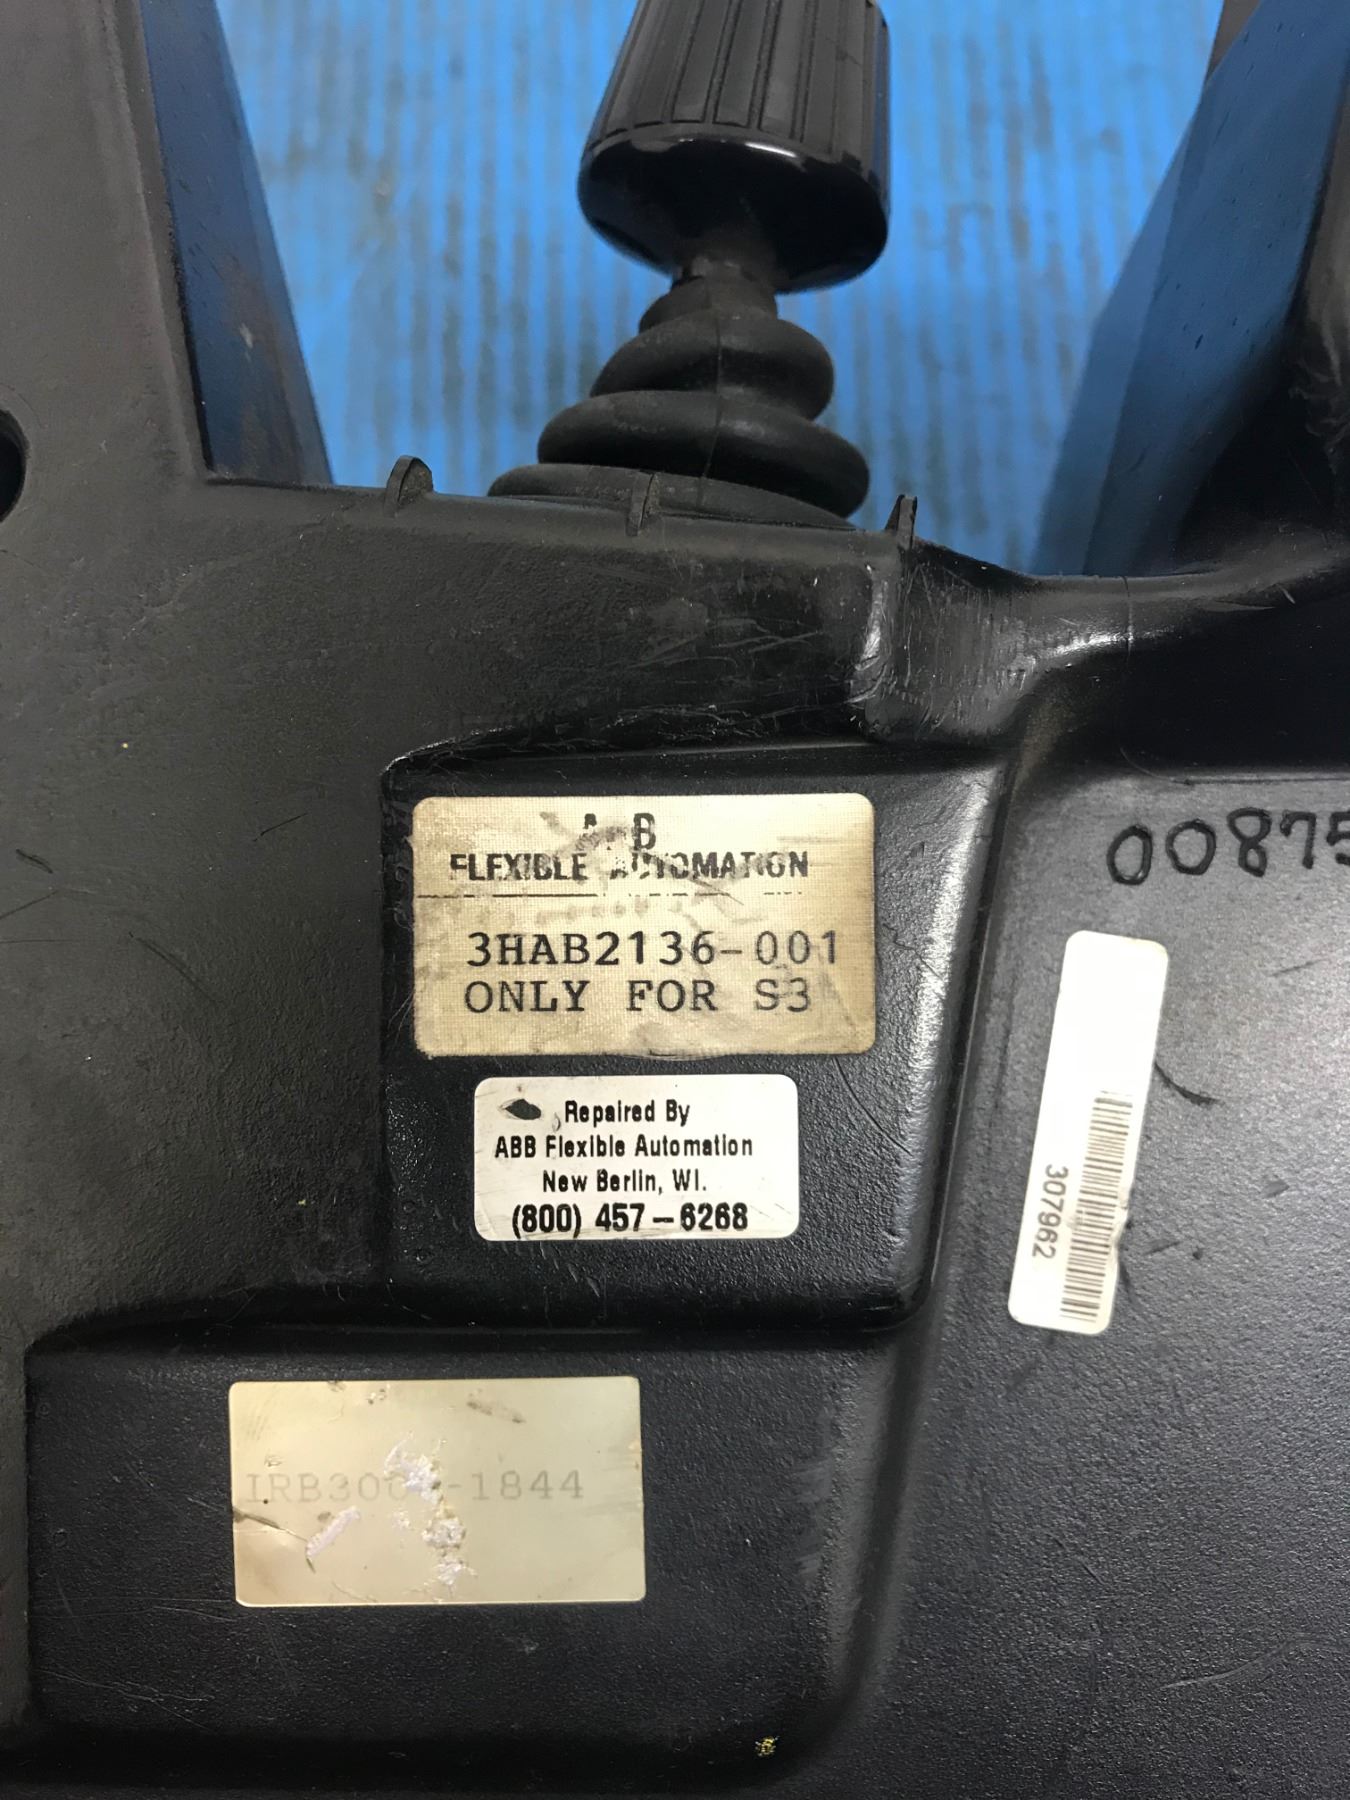 FLEXIBLE AUTOMATION
3HAB2136-001
ONLY FOR S3
Repaired By
ABB Flexible Automation
New Berlin, WI.
(800) 457-6268
00875
307962